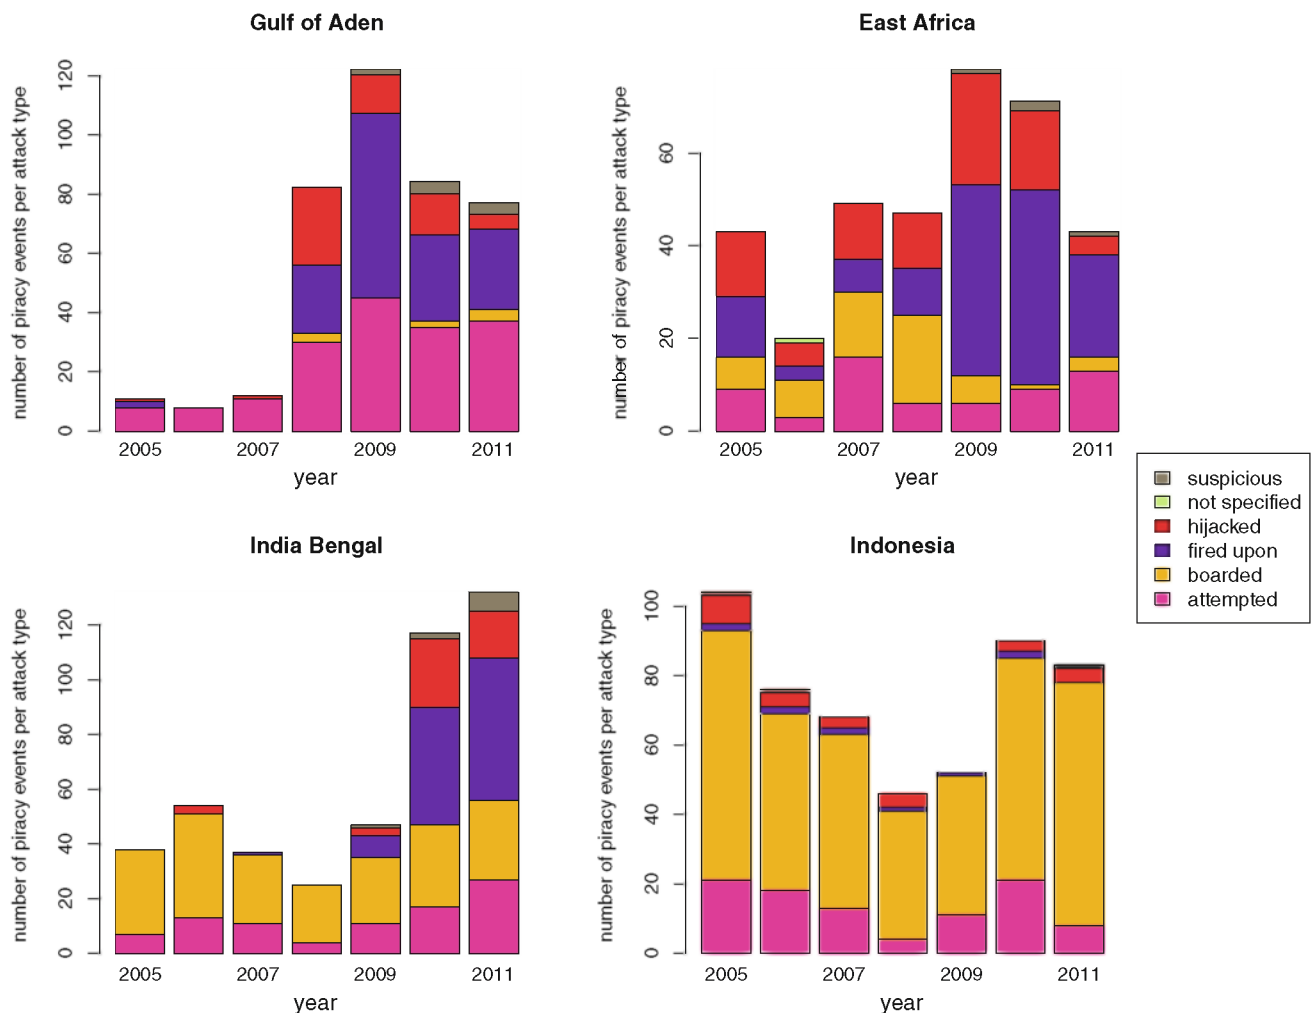 Gulf of Aden
number of piracy events per attack type
0
20
40
60
80
100
120
2005
2007
2009
2011
year
East Africa
number of piracy events per attack type
0
20
40
60
2005
2007
2009
2011
year
suspicious
not specified
hijacked
fired upon
boarded
attempted
India Bengal
number of piracy events per attack type
0
20
40
60
80
100
120
2005
2007
2009
2011
year
Indonesia
number of piracy events per attack type
0
20
40
60
80
100
2005
2007
2009
2011
year